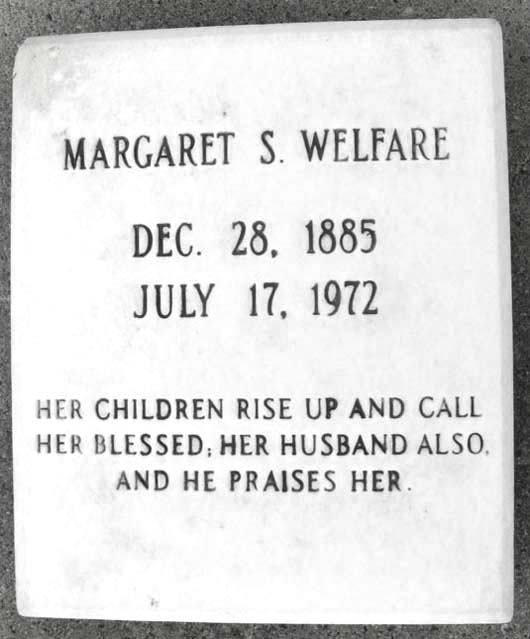 MARGARET S. WELFARE
DEC. 28, 1885
JULY 17, 1972
HER CHILDREN RISE UP AND CALL
HER BLESSED; HER HUSBAND ALSO,
AND HE PRAISES HER.